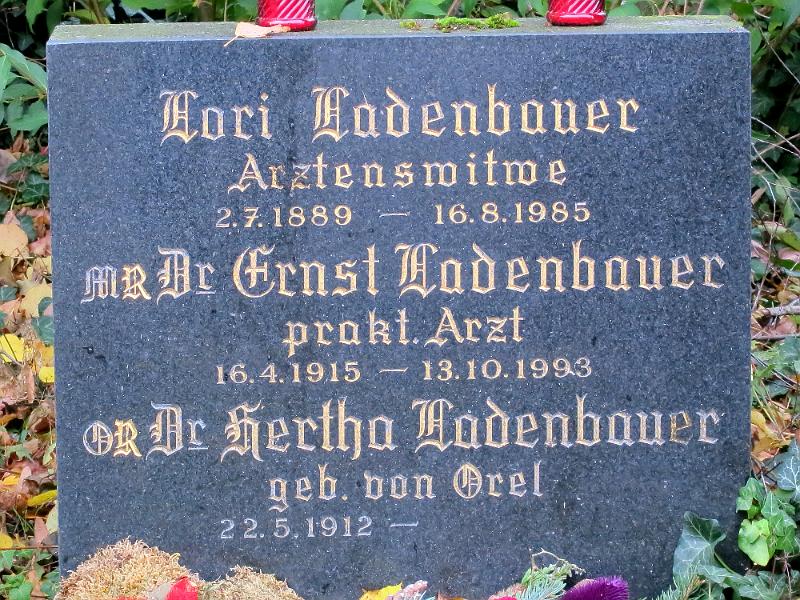 Lori Ladenbauer
Arztenswitwe
2.7.1889 — 16.8.1985
MR Dr Ernst Ladenbauer
prakt. Arzt
16.4.1915 — 13.10.1993
OR Dr Hertha Ladenbauer
geb. von Orel
22.5.1912 —